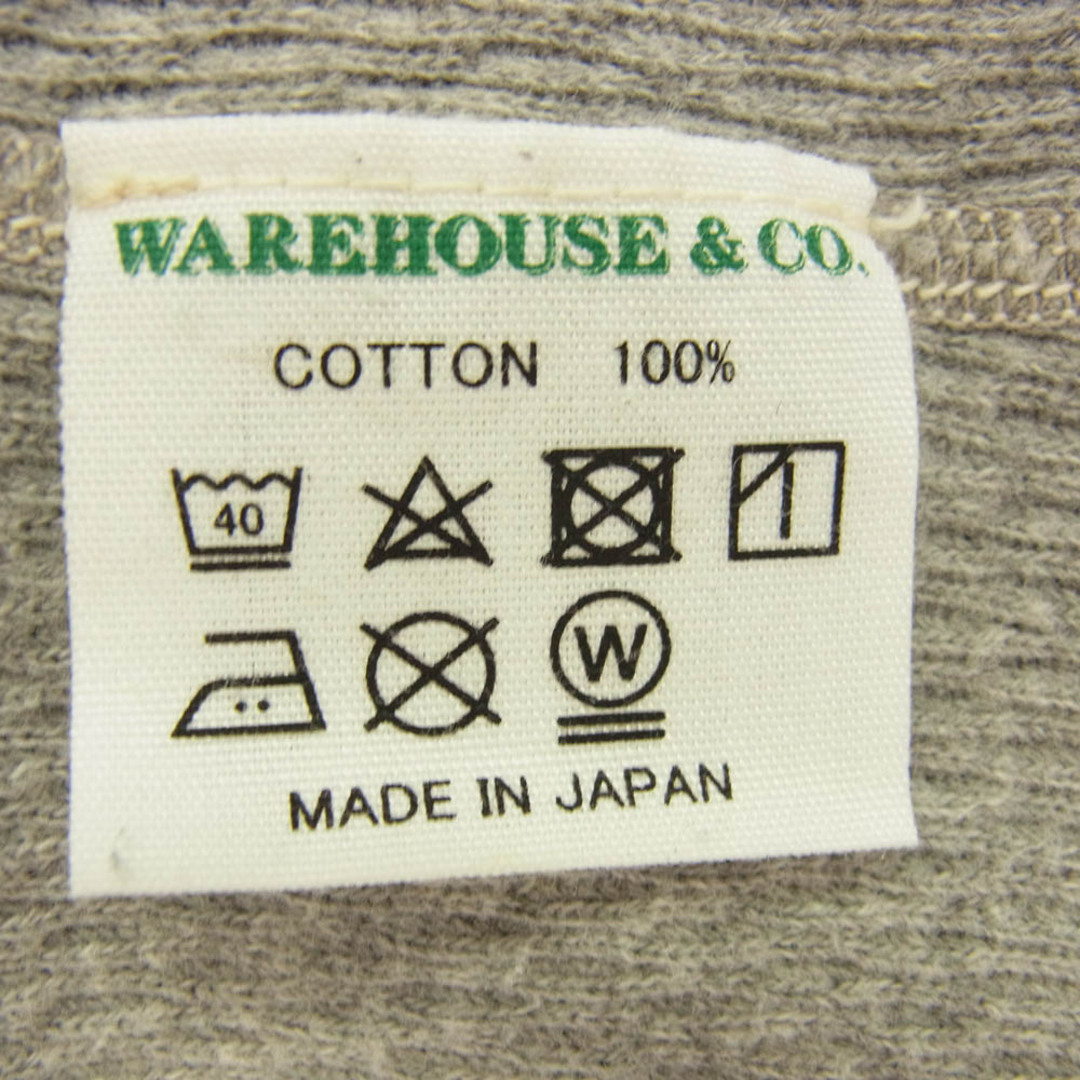 WAREHOUSE & CO.
COTTON 100%
40
W
MADE IN JAPAN